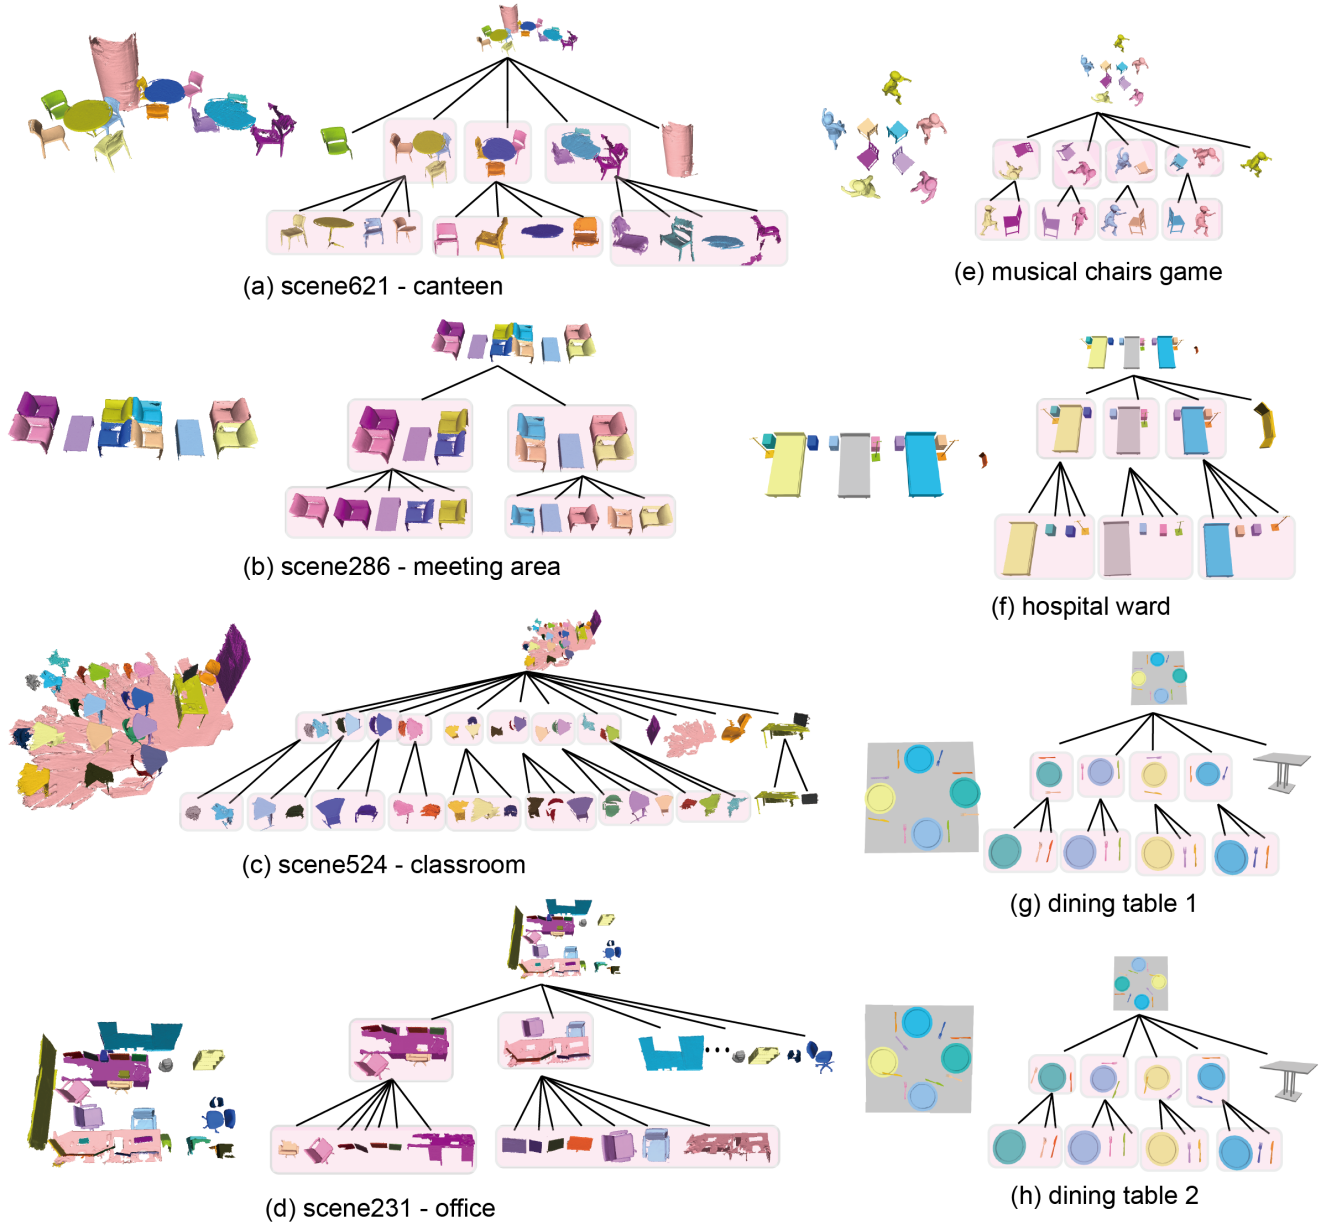 (a) scene621 - canteen
(e) musical chairs game
(b) scene286 - meeting area
(f) hospital ward
(c) scene524 - classroom
(g) dining table 1
(d) scene231 - office
(h) dining table 2